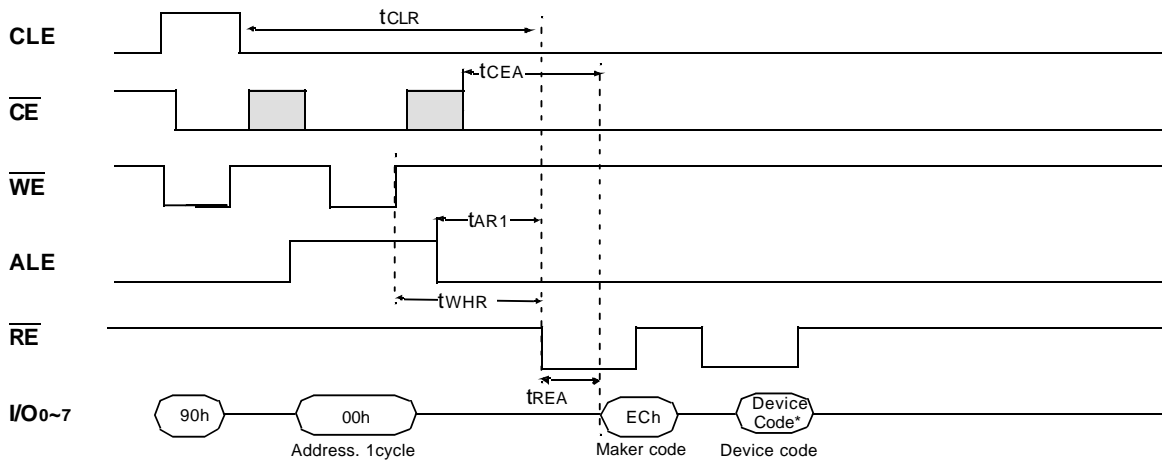 CLE
tCLR
CE
tCEA
WE
ALE
tAR1
tWHR
RE
tREA
I/O0~7
90h
00h
ECh
Device
Code*
Address. 1cycle
Maker code
Device code